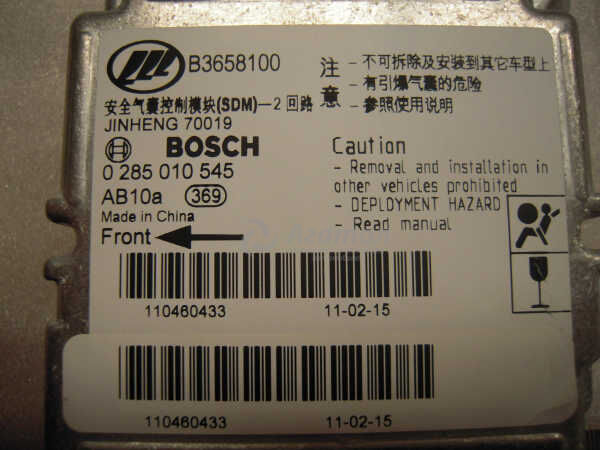 B3658100
安全气囊控制模块(SDM)—2 回路
JINHENG 70019
BOSCH
0 285 010 545
AB10a 369
Made in China
Front
注意
- 不可拆除及安装到其它车型上
- 有引爆气囊的危险
- 参照使用说明
Caution
- Removal and installation in
other vehicles prohibited
- DEPLOYMENT HAZARD
- Read manual
110460433 11-02-15
110460433 11-02-15